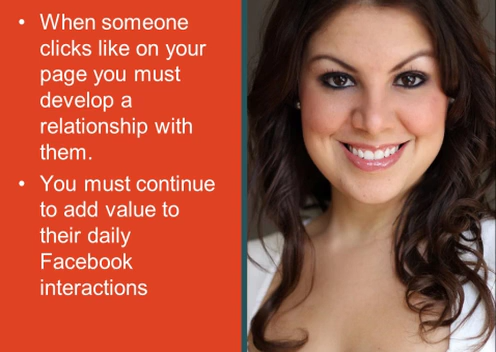 • When someone
clicks like on your
page you must
develop a
relationship with
them.
• You must continue
to add value to
their daily
Facebook
interactions